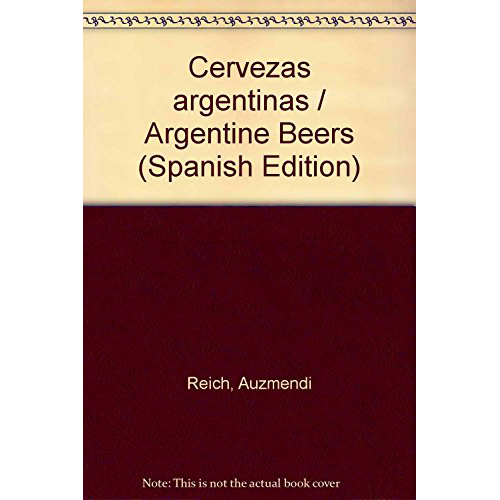 Cervezas
argentinas /
Argentine Beers
(Spanish Edition)
Reich, Auzmendi
Note: This is not the actual book cover